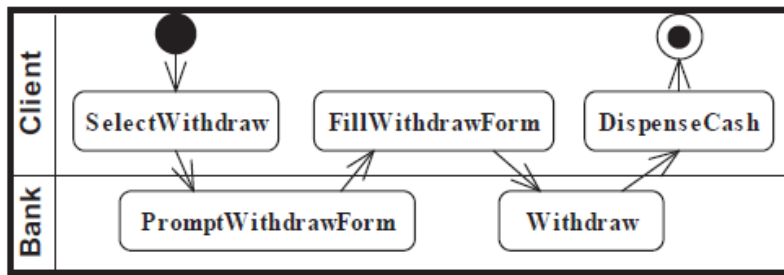 Client
SelectWithdraw
FillWithdrawForm
DispenseCash
Bank
PromptWithdrawForm
Withdraw